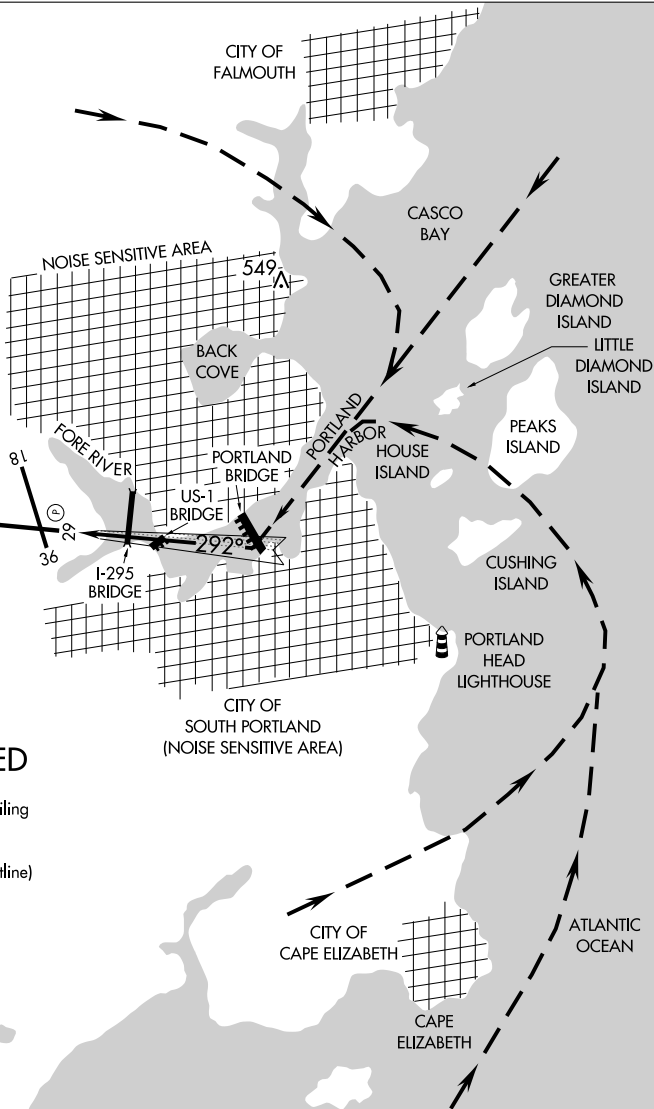 CITY OF
FALMOUTH
CASCO
BAY
NOISE SENSITIVE AREA
549
GREATER
DIAMOND
ISLAND
LITTLE
DIAMOND
ISLAND
BACK
COVE
PEAKS
ISLAND
PORTLAND
HARBOR
HOUSE
ISLAND
FORE RIVER
PORTLAND
BRIDGE
US-1
BRIDGE
18
36
P
29
292°
I-295
BRIDGE
CUSHING
ISLAND
PORTLAND
HEAD
LIGHTHOUSE
CITY OF
SOUTH PORTLAND
(NOISE SENSITIVE AREA)
ED
iling
tline)
CITY OF
CAPE ELIZABETH
ATLANTIC
OCEAN
CAPE
ELIZABETH